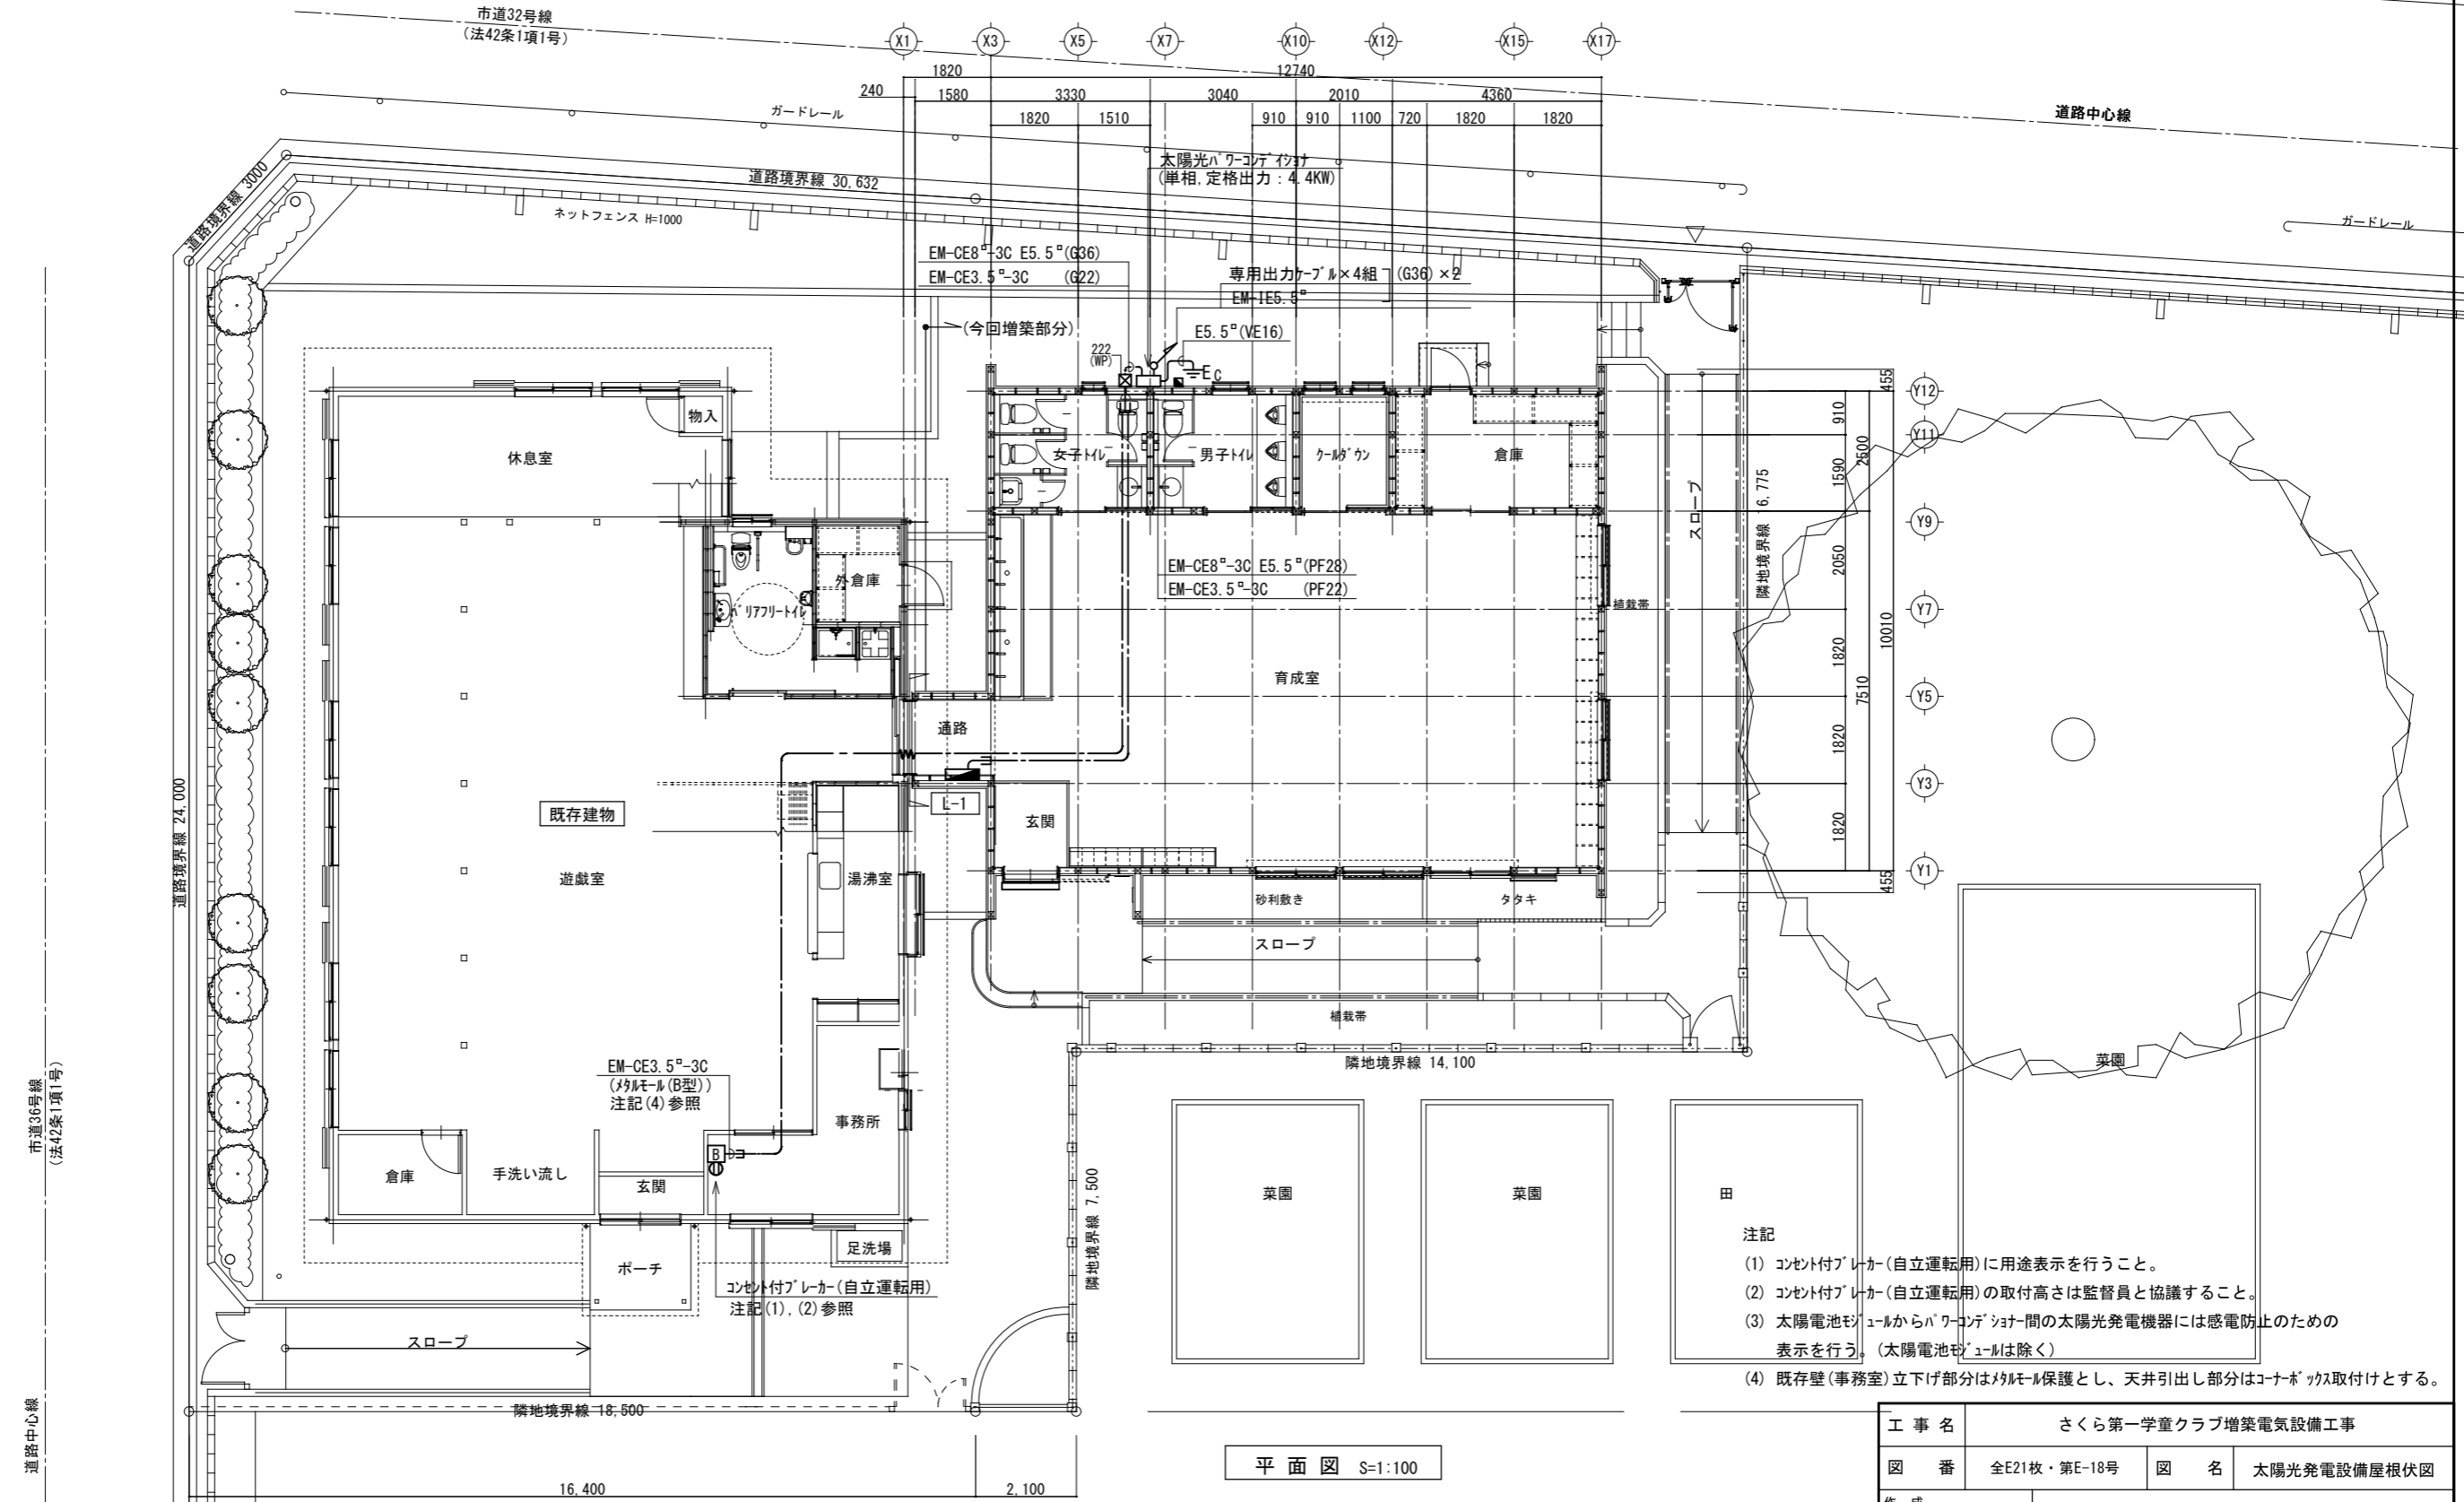 市道32号線
(法42条1項1号)
X1
X3
X5
X7
X10
X12
X15
X17
1820
12740
240
1580
3330
3040
2010
4360
1820
1510
910
910
1100
720
1820
1820
ガードレール
道路中心線
太陽光ﾊﾟﾜｰｺﾝﾃﾞｲｼｮﾅ
(単相,定格出力：4.4KW)
道路境界線 3000
道路境界線 30,632
ネットフェンス H=1000
ガードレール
EM-CE8°-3C E5.5°(G36)
EM-CE3.5°-3C (G22)
専用出力ｹｰﾌﾞﾙ×4組
(G36)×2
EM-IE5.5°
(今回増築部分)
E5.5°(VE16)
222
(WP)
EC
455
Y12
910
Y11
2500
1590
Y9
2050
Y7
1820
10010
Y5
7510
1820
Y3
1820
Y1
455
物入
休息室
女子ﾄｲﾚ
男子ﾄｲﾚ
ｸｰﾙﾀﾞｳﾝ
倉庫
スロープ
隣地境界線 16,775
外倉庫
ﾊﾞﾘｱﾌﾘｰﾄｲﾚ
EM-CE8°-3C E5.5°(PF28)
EM-CE3.5°-3C (PF22)
植栽帯
育成室
通路
L-1
既存建物
玄関
道路境界線 24,000
遊戯室
湯沸室
砂利敷き
タタキ
スロープ
植栽帯
隣地境界線 14,100
菜園
市道36号線
(法42条1項1号)
EM-CE3.5°-3C
(ﾒﾀﾙﾓｰﾙ(B型))
注記(4)参照
事務所
B
倉庫
手洗い流し
玄関
隣地境界線 7,500
菜園
菜園
田
足洗場
ポーチ
ｺﾝｾﾝﾄ付ﾌﾞﾚｰｶｰ(自立運転用)
注記(1),(2)参照
スロープ
道路中心線
隣地境界線 18,500
16,400
2,100
注記
(1) ｺﾝｾﾝﾄ付ﾌﾞﾚｰｶｰ(自立運転用)に用途表示を行うこと。
(2) ｺﾝｾﾝﾄ付ﾌﾞﾚｰｶｰ(自立運転用)の取付高さは監督員と協議すること。
(3) 太陽電池ﾓｼﾞｭｰﾙからﾊﾟﾜｰｺﾝﾃﾞｼｮﾅｰ間の太陽光発電機器には感電防止のための
表示を行う。(太陽電池ﾓｼﾞｭｰﾙは除く)
(4) 既存壁(事務室)立下げ部分はﾒﾀﾙﾓｰﾙ保護とし、天井引出し部分はｺｰﾅｰﾎﾞｯｸｽ取付けとする。
平面図 S=1:100
工事名 さくら第一学童クラブ増築電気設備工事
図番 全E21枚・第E-18号 図名 太陽光発電設備屋根伏図